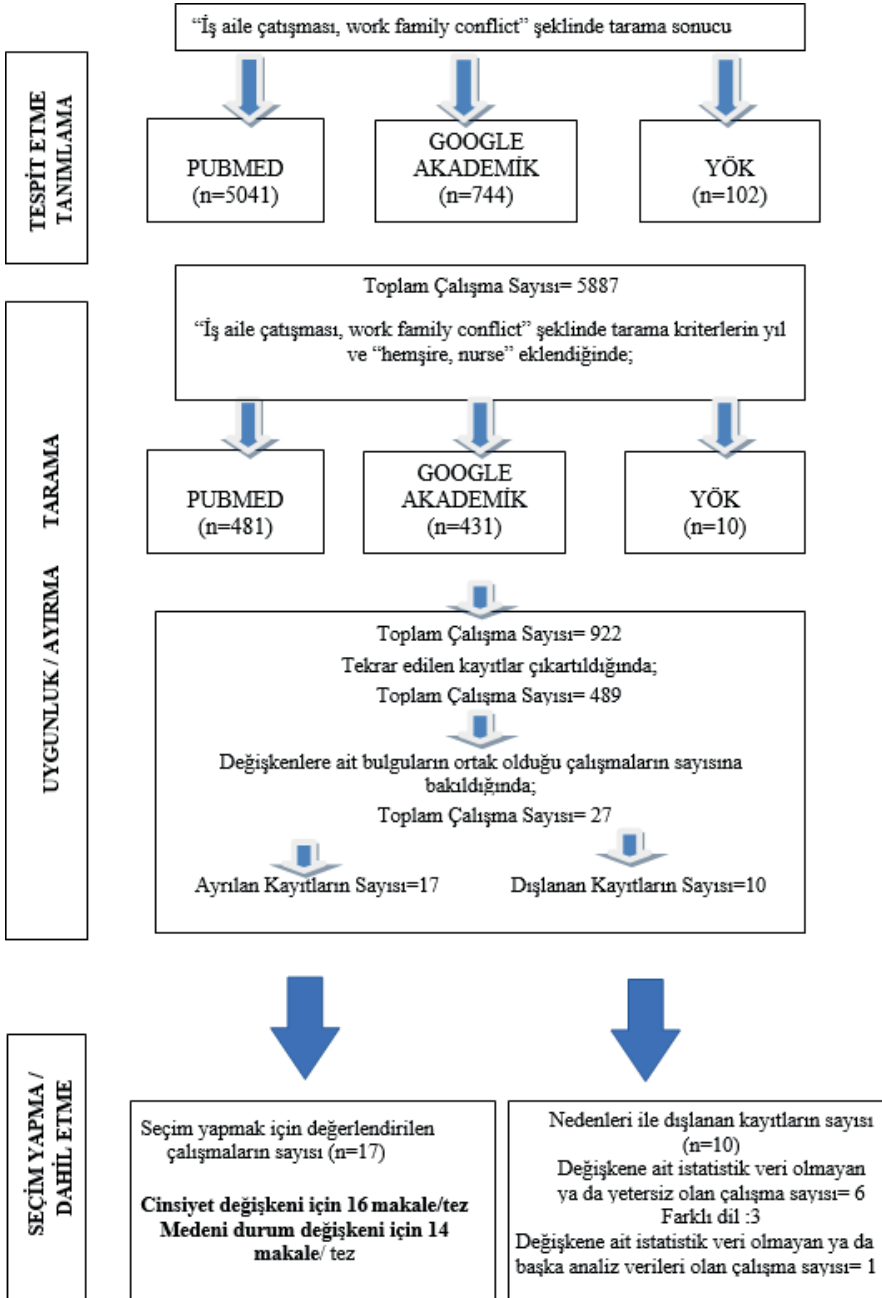 “İş aile çatışması, work family conflict” şeklinde tarama sonucu
TESPİT ETME
TANIMLAMA
PUBMED
(n=5041)
GOOGLE
AKADEMİK
(n=744)
YÖK
(n=102)
Toplam Çalışma Sayısı= 5887
“İş aile çatışması, work family conflict” şeklinde tarama kriterlerin yıl
ve “hemşire, nurse” eklendiğinde;
UYGUNLUK / AYIRMA TARAMA
PUBMED
(n=481)
GOOGLE
AKADEMİK
(n=431)
YÖK
(n=10)
Toplam Çalışma Sayısı= 922
Tekrar edilen kayıtlar çıkartıldığında;
Toplam Çalışma Sayısı= 489
Değişkenlere ait bulguların ortak olduğu çalışmaların sayısına
bakıldığında;
Toplam Çalışma Sayısı= 27
Ayrılan Kayıtların Sayısı=17
Dışlanan Kayıtların Sayısı=10
SEÇİM YAPMA /
DAHİL ETME
Seçim yapmak için değerlendirilen
çalışmaların sayısı (n=17)
Cinsiyet değişkeni için 16 makale/tez
Medeni durum değişkeni için 14
makale/ tez
Nedenleri ile dışlanan kayıtların sayısı
(n=10)
Değişkene ait istatistik veri olmayan
ya da yetersiz olan çalışma sayısı= 6
Farklı dil :3
Değişkene ait istatistik veri olmayan ya da
başka analiz verileri olan çalışma sayısı= 1